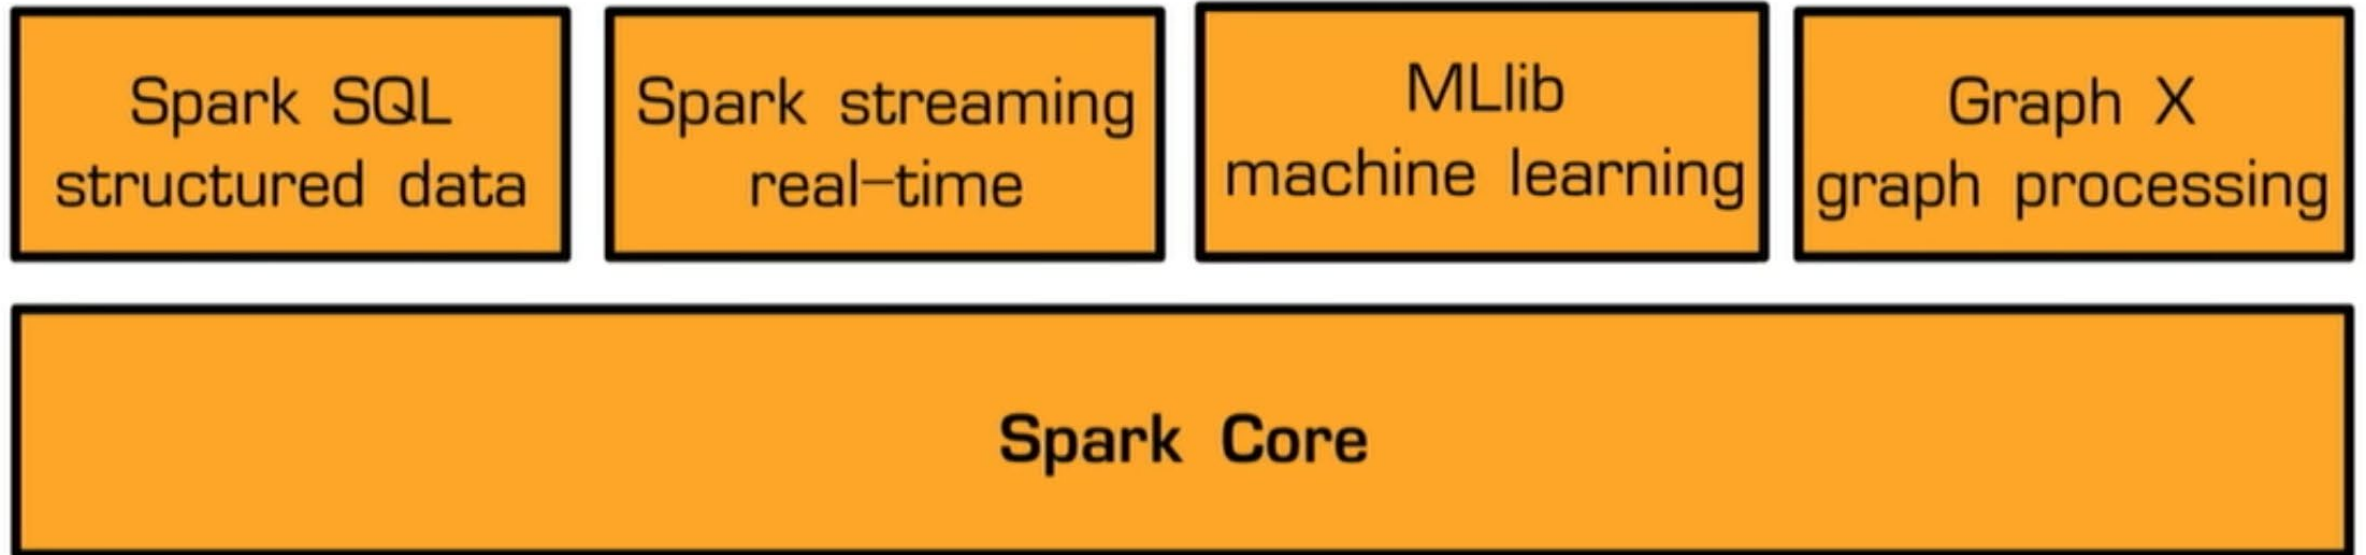 Spark SQL
structured data
Spark streaming
real-time
MLlib
machine learning
Graph X
graph processing
Spark Core